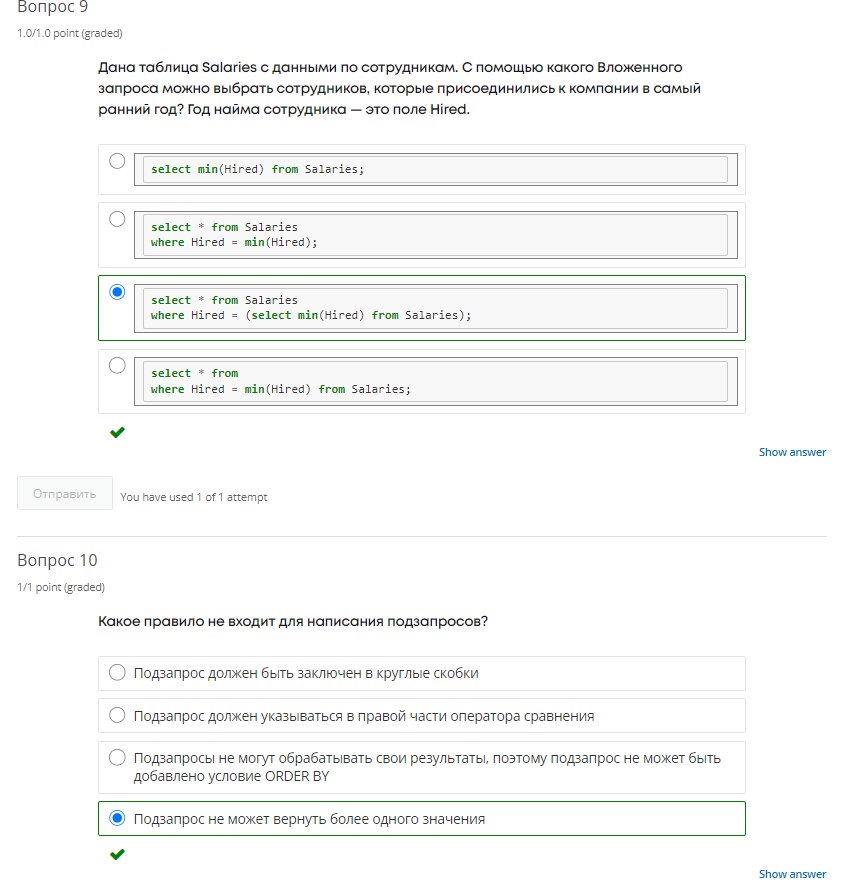 Вопрос 9
1.0/1.0 point (graded)
Дана таблица Salaries с данными по сотрудникам. С помощью какого Вложенного
запроса можно выбрать сотрудников, которые присоединились к компании в самый
ранний год? Год найма сотрудника — это поле Hired.
select min(Hired) from Salaries;
select * from Salaries
where Hired = min(Hired);
select * from Salaries
where Hired = (select min(Hired) from Salaries);
select * from
where Hired = min(Hired) from Salaries;
Show answer
Отправить
You have used 1 of 1 attempt
Вопрос 10
1/1 point (graded)
Какое правило не входит для написания подзапросов?
Подзапрос должен быть заключен в круглые скобки
Подзапрос должен указываться в правой части оператора сравнения
Подзапросы не могут обрабатывать свои результаты, поэтому подзапрос не может быть
добавлено условие ORDER BY
Подзапрос не может вернуть более одного значения
Show answer